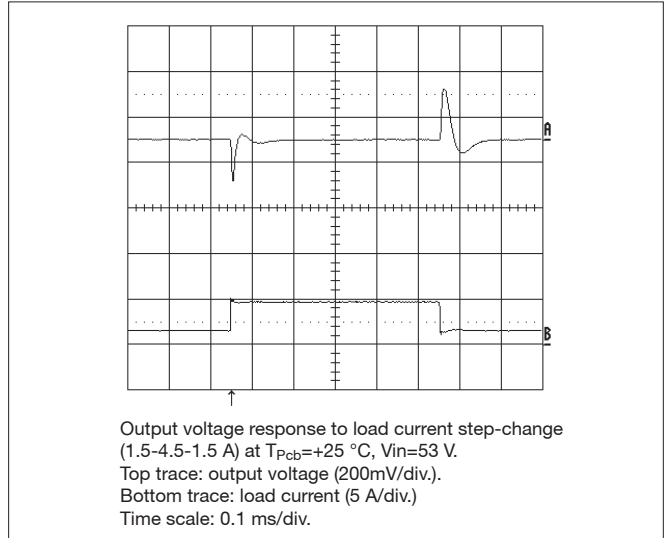 A
B
↑
Output voltage response to load current step-change
(1.5-4.5-1.5 A) at TPcb=+25 °C, Vin=53 V.
Top trace: output voltage (200mV/div.).
Bottom trace: load current (5 A/div.)
Time scale: 0.1 ms/div.